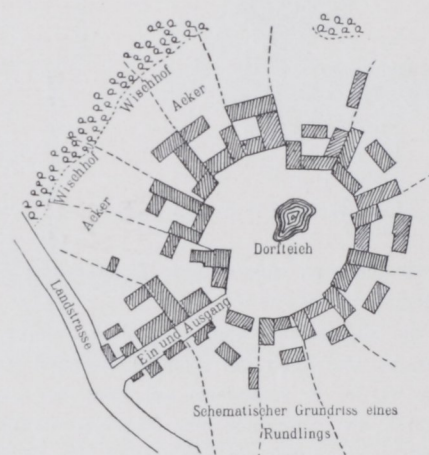 Wischhof
Acker
Wischhof
Acker
Dorfteich
Landstrasse
Ein und Ausgang
Schematischer Grundriss eines
Rundlings